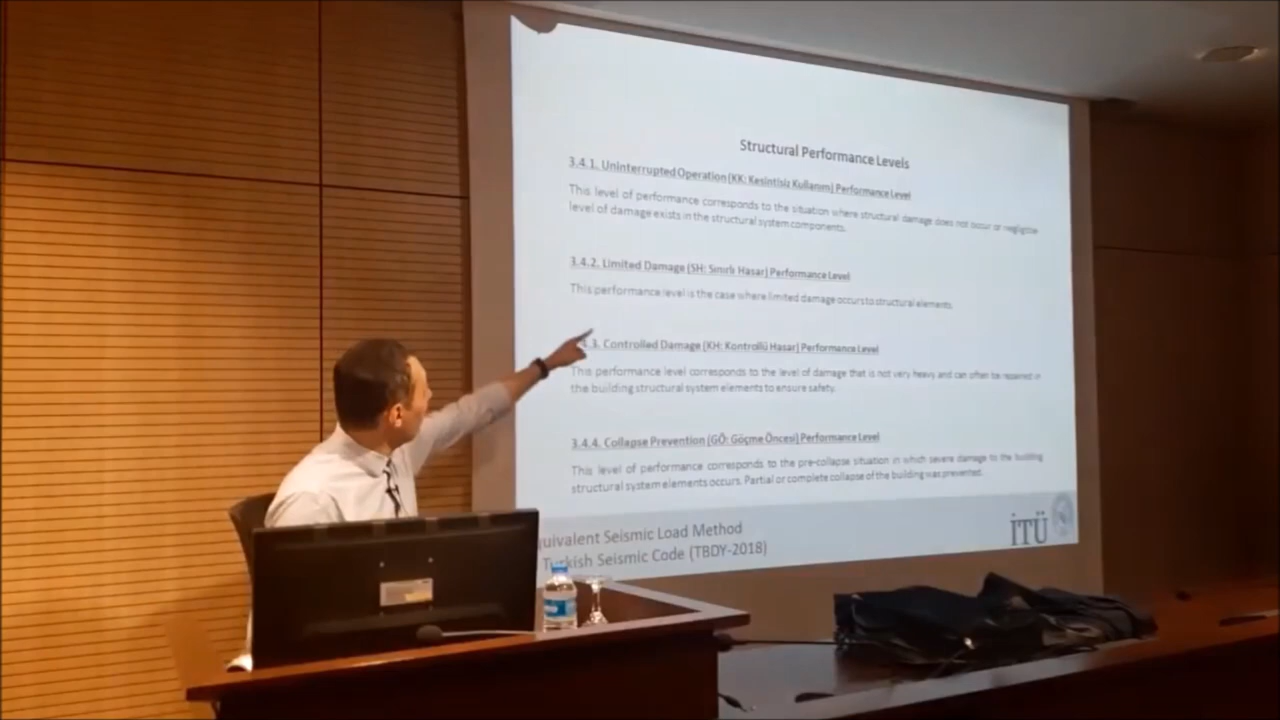 Structural Performance Levels
3.4.1. Uninterrupted Operation (KK: Kesintisiz Kullanım) Performance Level
This level of performance corresponds to the situation where structural damage does not occur or negligible
level of damage exists in the structural system components.
3.4.2. Limited Damage (SH: Sınırlı Hasar) Performance Level
This performance level is the case where limited damage occurs to structural elements.
4.3. Controlled Damage (KH: Kontrollü Hasar) Performance Level
This performance level corresponds to the level of damage that is not very heavy and can often be repaired in
the building structural system elements to ensure safety.
3.4.4. Collapse Prevention (GÖ: Göçme Öncesi) Performance Level
This level of performance corresponds to the pre-collapse situation in which severe damage to the building
structural system elements occurs. Partial or complete collapse of the building was prevented.
quivalent Seismic Load Method
Turkish Seismic Code (TBDY-2018)
İTÜ